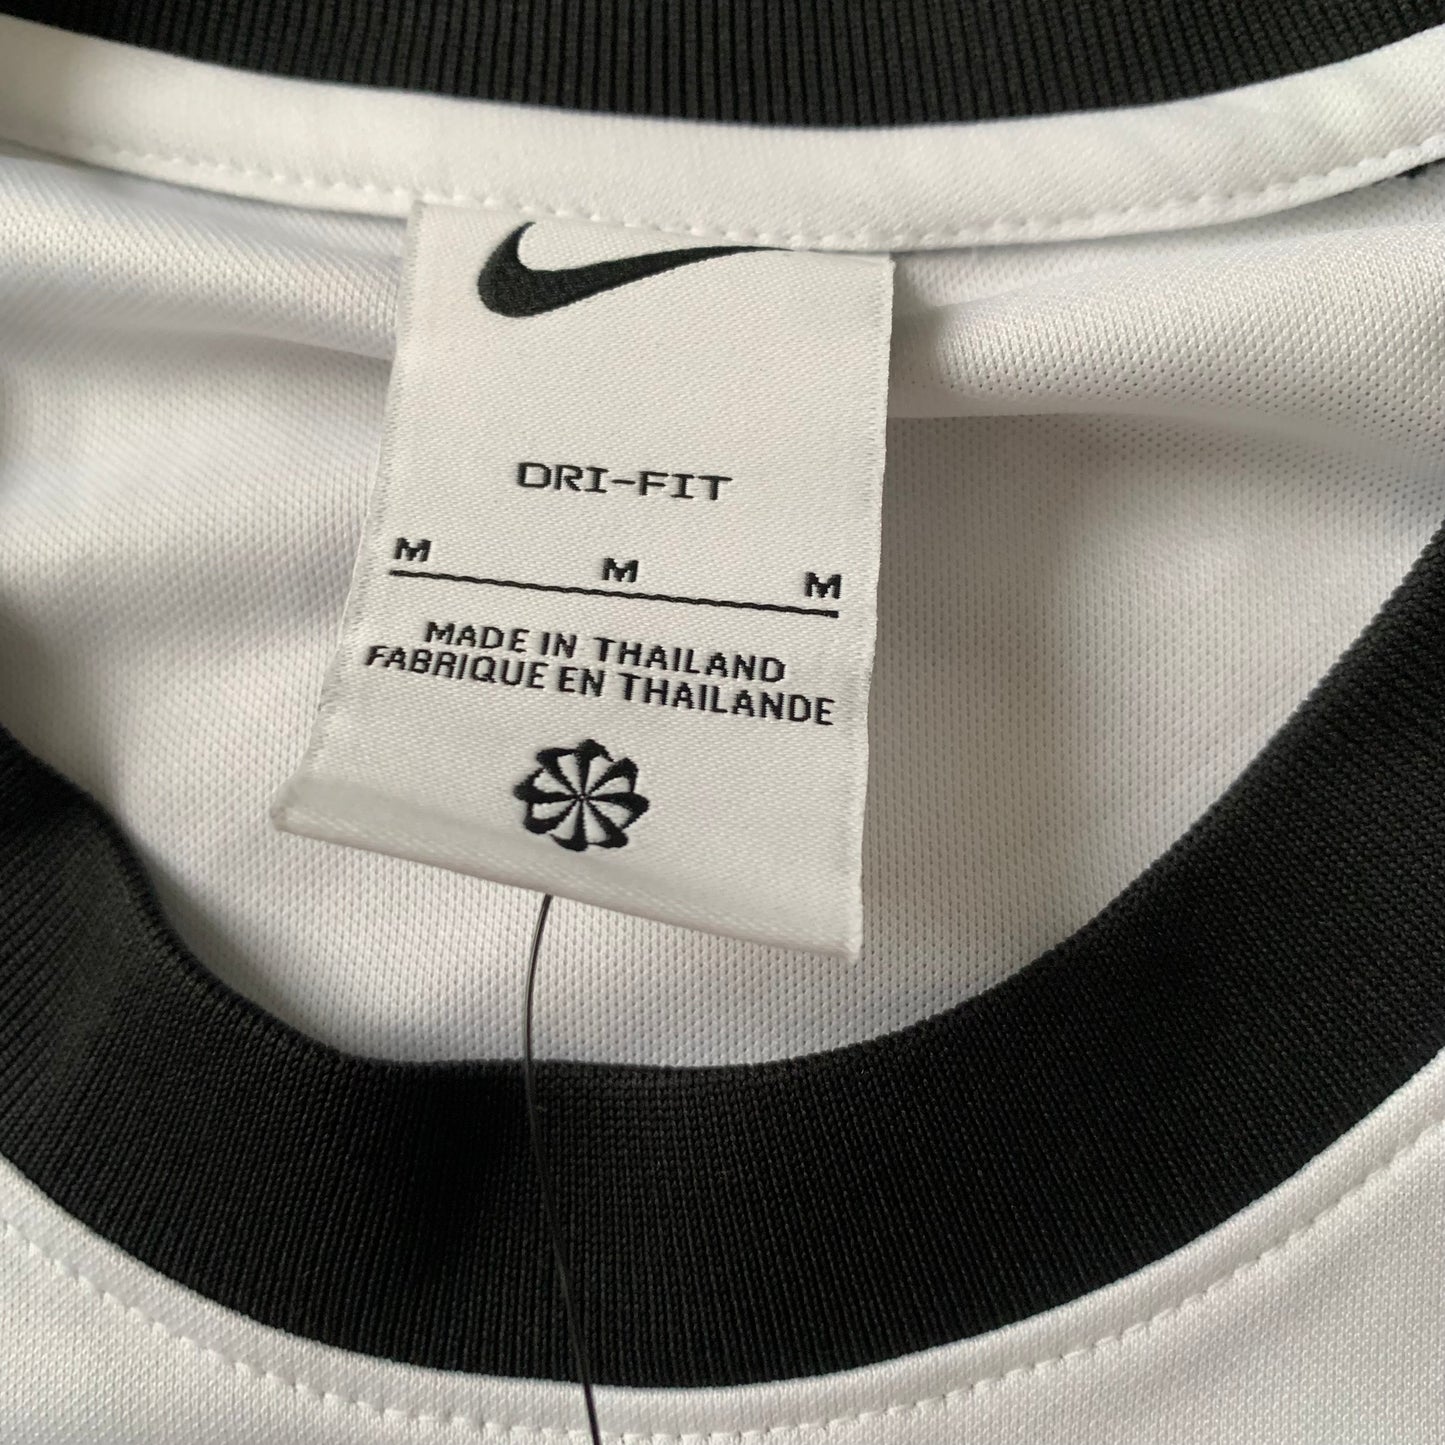 DRI-FIT
M M M
MADE IN THAILAND
FABRIQUE EN THAILANDE